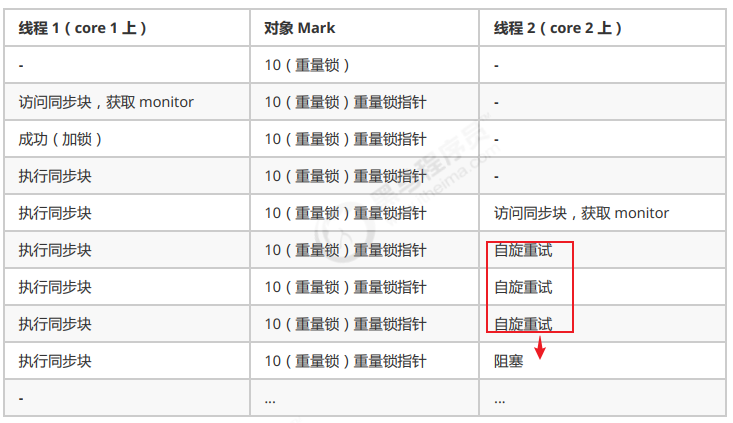 线程 1（core 1 上） 对象 Mark 线程 2（core 2 上）
- 10（重量锁） -
访问同步块，获取 monitor 10（重量锁）重量锁指针 -
成功（加锁） 10（重量锁）重量锁指针 -
执行同步块 10（重量锁）重量锁指针 -
执行同步块 10（重量锁）重量锁指针 访问同步块，获取 monitor
执行同步块 10（重量锁）重量锁指针 自旋重试
执行同步块 10（重量锁）重量锁指针 自旋重试
执行同步块 10（重量锁）重量锁指针 自旋重试
执行同步块 10（重量锁）重量锁指针 阻塞
- ... ...